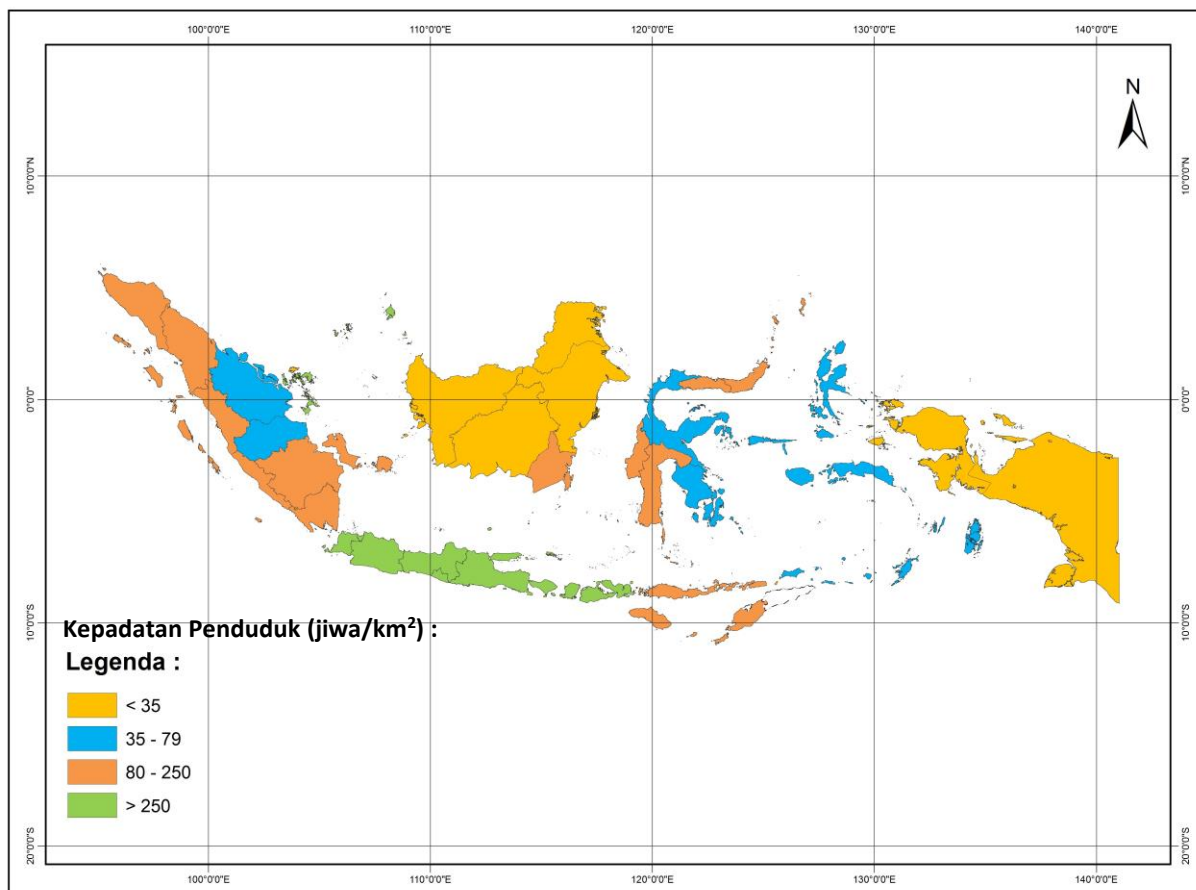 100°0'0"E 110°0'0"E 120°0'0"E 130°0'0"E 140°0'0"E
N
10°0'0"N 10°0'0"N
0°0'0" 0°0'0"
10°0'0"S 10°0'0"S
Kepadatan Penduduk (jiwa/km²) :
Legenda :
< 35
35 - 79
80 - 250
> 250
20°0'0"S 20°0'0"S
100°0'0"E 110°0'0"E 120°0'0"E 130°0'0"E 140°0'0"E